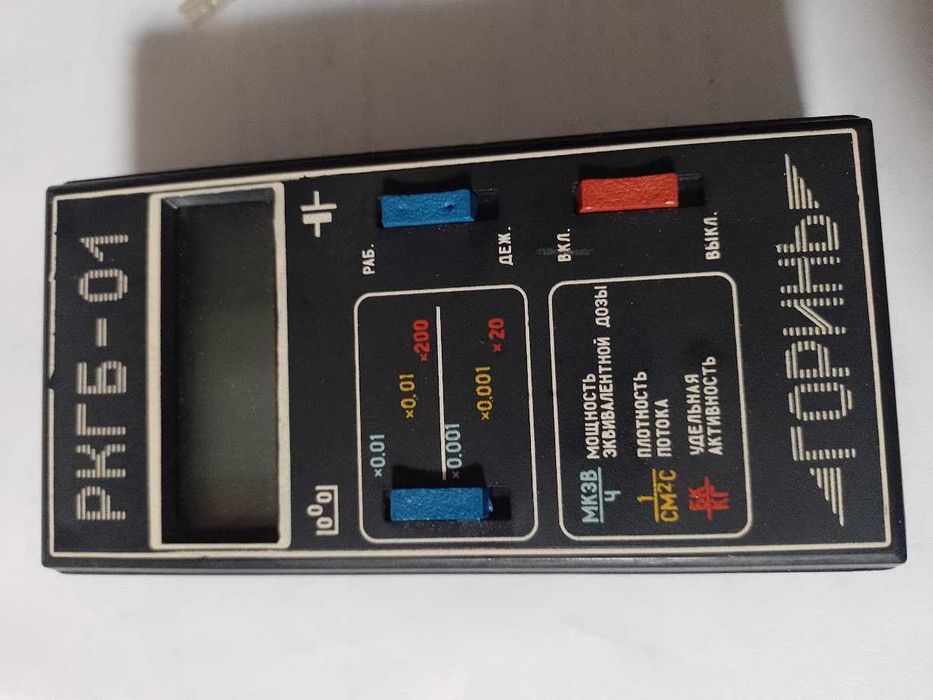 РКГБ-01
РАБ.
×0.01
×0.01
×200
×0.001
×0.001
×20
ДЕЖ.
ВКЛ.
МКЗВ
Ч
МОЩНОСТЬ
ЭКВИВАЛЕНТНОЙ ДОЗЫ
1
СМ²С
ПЛОТНОСТЬ
ПОТОКА
БК
КГ
УДЕЛЬНАЯ
АКТИВНОСТЬ
ВЫКЛ.
ГОРИНЬ